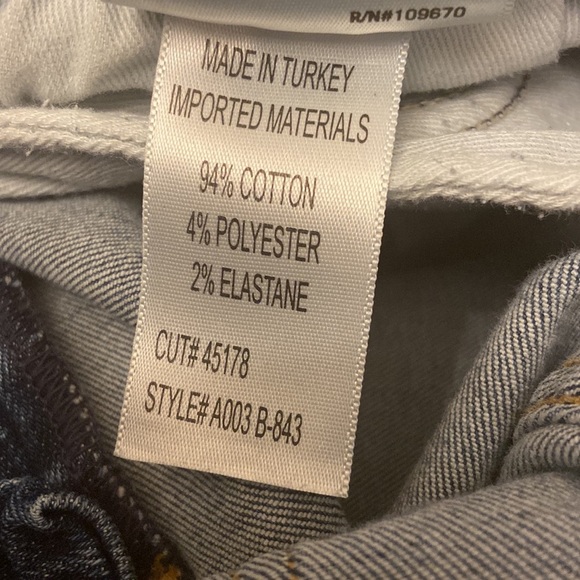 R/N#109670
MADE IN TURKEY
IMPORTED MATERIALS
94% COTTON
4% POLYESTER
2% ELASTANE
CUT# 45178
STYLE# A003 B-843